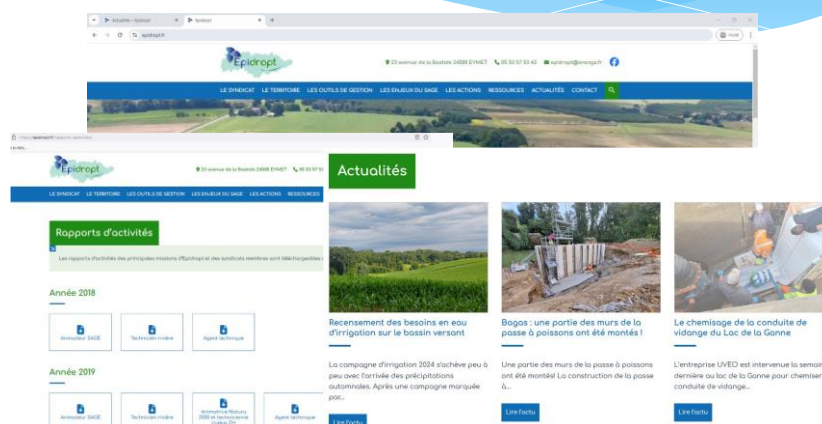 Actualités - Epidropt
Epidropt
epidropt.fr
Epidropt
23 avenue de la Bastide 24500 EYMET 05 53 57 53 42 epidropt@orange.fr
LE SYNDICAT LE TERRITOIRE LES OUTILS DE GESTION LES ENJEUX DU SAGE LES ACTIONS RESSOURCES ACTUALITÉS CONTACT
Epidropt
23 avenue de la Bastide 24500 EYMET
LE SYNDICAT LE TERRITOIRE LES OUTILS DE GESTION LES ENJEUX DU SAGE LES ACTIONS RESSOURCES
Rapports d'activités
Les rapports d'activités des principales missions d'Epidropt et des syndicats membres sont téléchargeables
Année 2018
Animateur SAGE
Technicien rivière
Agent technique
Année 2019
Animateur SAGE
Technicien rivière
Animatrice Natura
2000 et technicienne
rivière ZH
Agent technique
Actualités
Recensement des besoins en eau
d'irrigation sur le bassin versant
La campagne d'irrigation 2024 s'achève peu à
peu avec l'arrivée des précipitations
automnales. Après une campagne marquée
par...
Lire l'actu
Bagas : une partie des murs de la
passe à poissons ont été montés !
Une partie des murs de la passe à poissons
ont été montés! La construction de la passe
à...
Lire l'actu
Le chemisage de la conduite de
vidange du Lac de la Ganne
L'entreprise UVEO est intervenue la semain
dernière au lac de la Ganne pour chemiser
conduite de vidange...
Lire l'actu